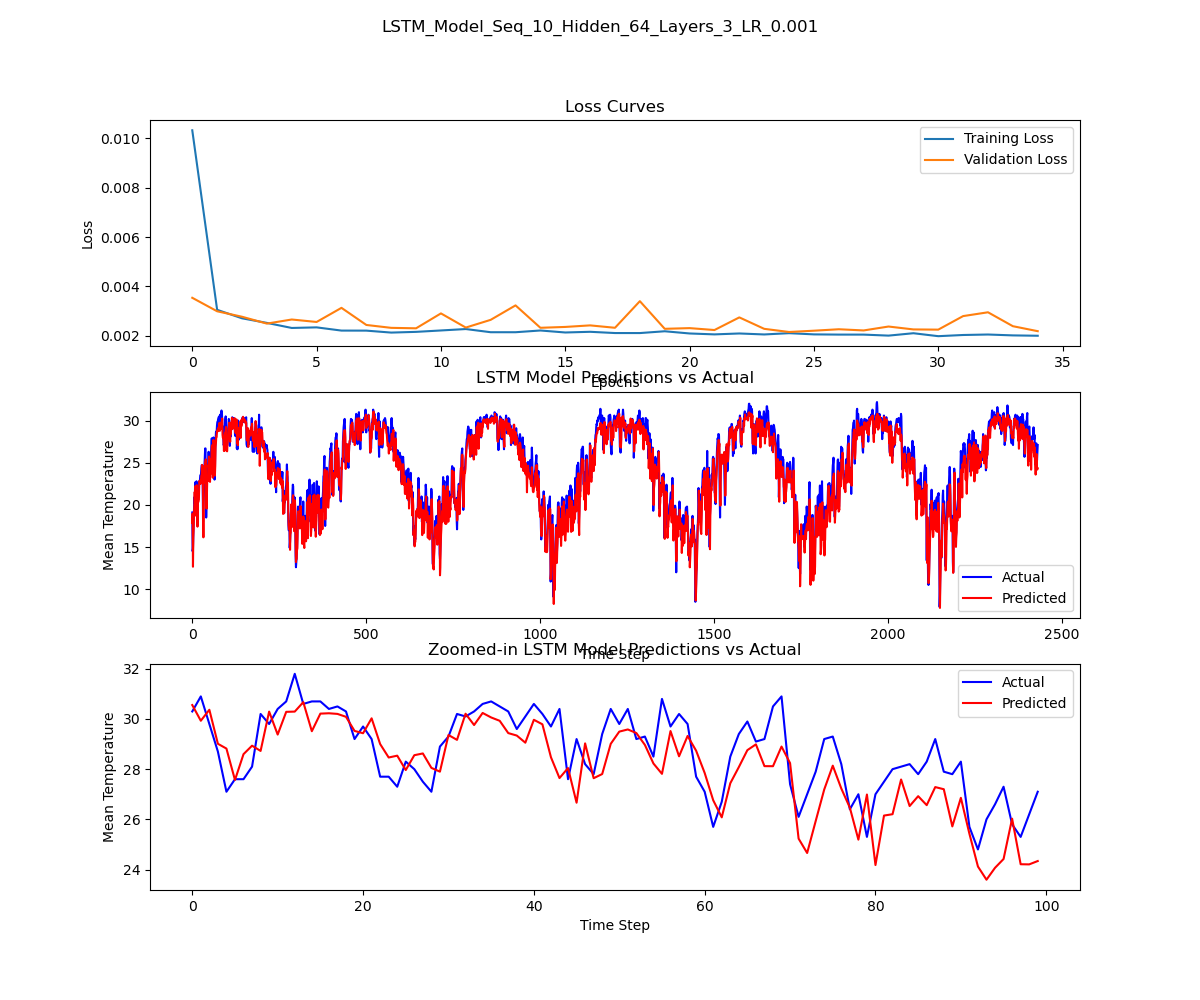 LSTM_Model_Seq_10_Hidden_64_Layers_3_LR_0.001
Loss Curves
0.010
0.008
0.006
0.004
0.002
Loss
Training Loss
Validation Loss
0 5 10 15 20 25 30 35
Epochs
LSTM Model Predictions vs Actual
30
25
20
15
10
Mean Temperature
Actual
Predicted
0 500 1000 1500 2000 2500
Time Step
Zoomed-in LSTM Model Predictions vs Actual
32
30
28
26
24
Mean Temperature
Actual
Predicted
0 20 40 60 80 100
Time Step